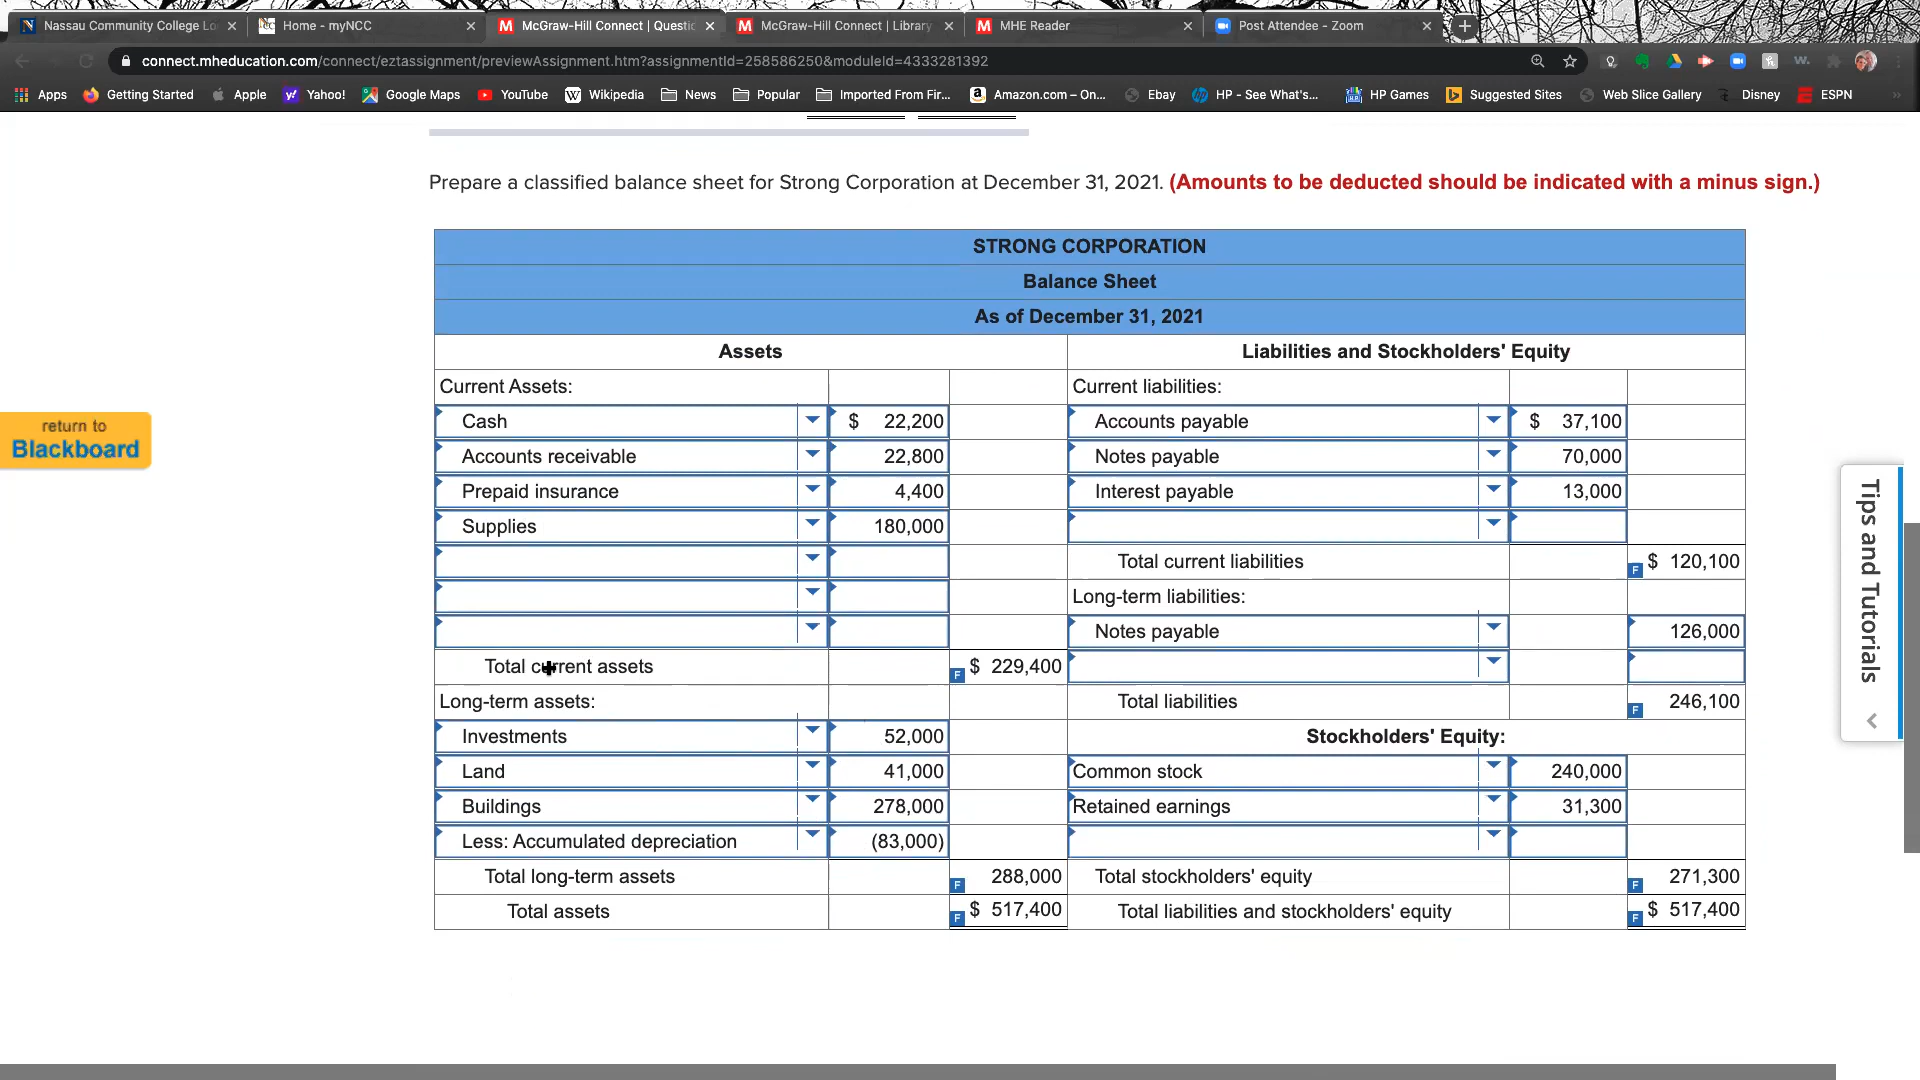 Nassau Community College Lo
Home - myNCC
McGraw-Hill Connect | Questic
McGraw-Hill Connect | Library
MHE Reader
Post Attendee - Zoom
connect.mheducation.com/connect/eztassignment/previewAssignment.htm?assignmentId=258586250&moduleId=4333281392
Apps Getting Started Apple Yahoo! Google Maps YouTube Wikipedia News Popular Imported From Fir... Amazon.com – On... Ebay HP - See What's... HP Games Suggested Sites Web Slice Gallery Disney ESPN
Prepare a classified balance sheet for Strong Corporation at December 31, 2021. (Amounts to be deducted should be indicated with a minus sign.)
STRONG CORPORATION
Balance Sheet
As of December 31, 2021
Assets Liabilities and Stockholders' Equity
Current Assets: Current liabilities:
Cash $ 22,200 Accounts payable $ 37,100
Accounts receivable 22,800 Notes payable 70,000
Prepaid insurance 4,400 Interest payable 13,000
Supplies 180,000
Total current liabilities $ 120,100
Long-term liabilities:
Notes payable 126,000
Total current assets $ 229,400
Long-term assets: Total liabilities 246,100
Investments 52,000 Stockholders' Equity:
Land 41,000 Common stock 240,000
Buildings 278,000 Retained earnings 31,300
Less: Accumulated depreciation (83,000)
Total long-term assets 288,000 Total stockholders' equity 271,300
Total assets $ 517,400 Total liabilities and stockholders' equity $ 517,400
return to
Blackboard
Tips and Tutorials